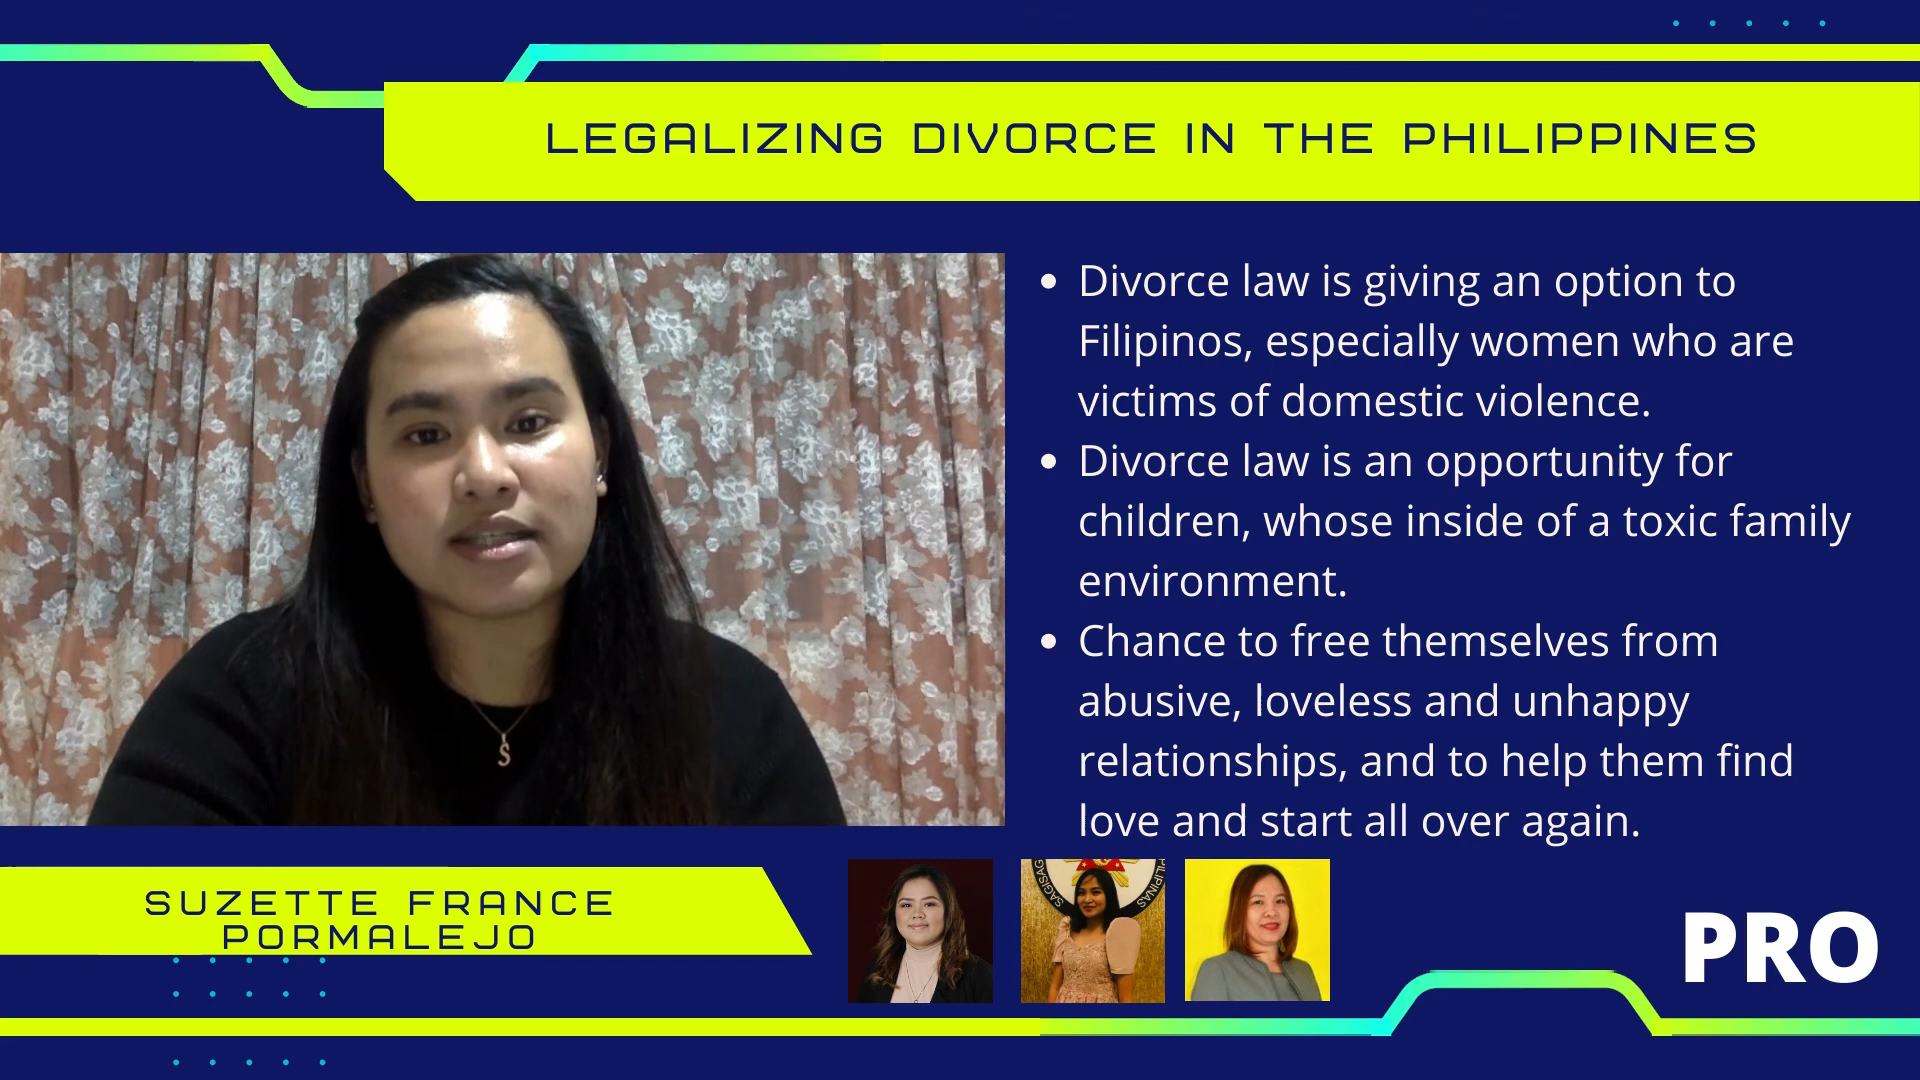 LEGALIZING DIVORCE IN THE PHILIPPINES
• Divorce law is giving an option to
Filipinos, especially women who are
victims of domestic violence.
• Divorce law is an opportunity for
children, whose inside of a toxic family
environment.
• Chance to free themselves from
abusive, loveless and unhappy
relationships, and to help them find
love and start all over again.
S
SUZETTE FRANCE
PORMALEJO
SAGISAG
PILIPINAS
PRO